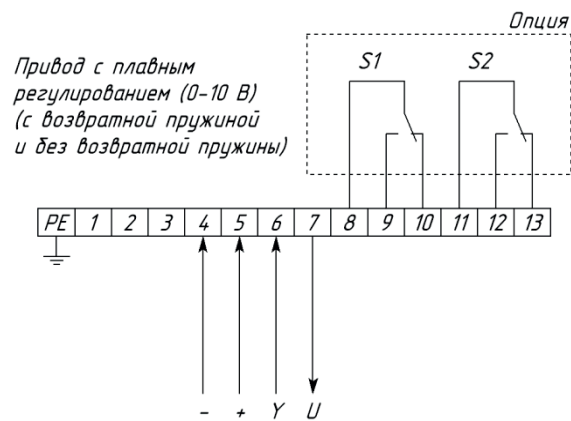 Опция
Привод с плавным
регулированием (0-10 В)
(с возвратной пружиной
и без возвратной пружины)
S1 S2
PE 1 2 3 4 5 6 7 8 9 10 11 12 13
- + Y U